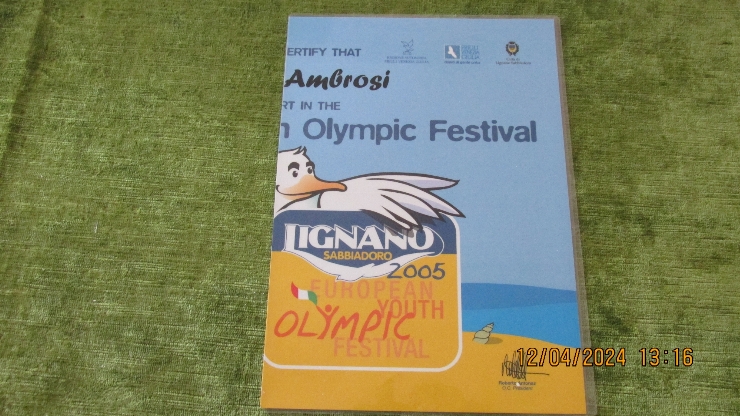 ERTIFY THAT
Ambrosi
RT IN THE
n Olympic Festival
LIGNANO
SABBIADORO
2005
EUROPEAN
YOUTH
OLYMPIC
FESTIVAL
12/04/2024 13:16